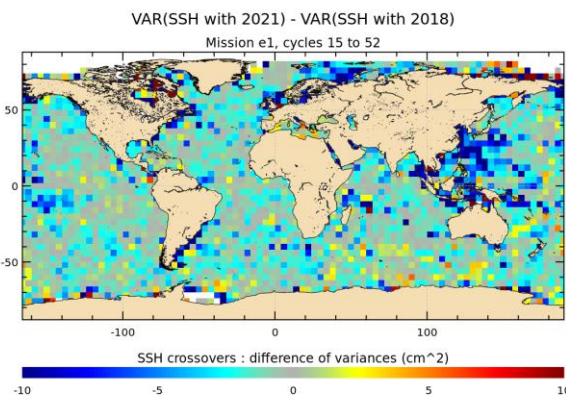 VAR(SSH with 2021) - VAR(SSH with 2018)
Mission e1, cycles 15 to 52
50
0
-50
-100 0 100
SSH crossovers : difference of variances (cm^2)
-10 -5 0 5 10